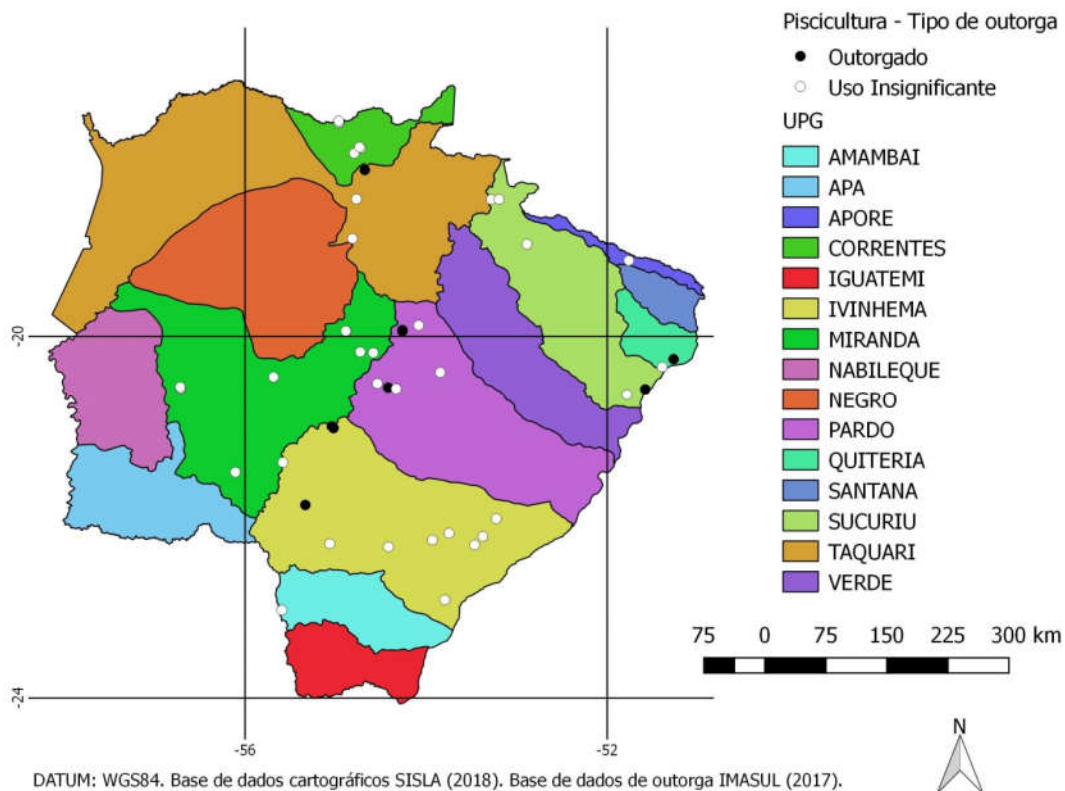 Piscicultura - Tipo de outorga
Outorgado
Uso Insignificante
UPG
AMAMBAI
APA
APORE
CORRENTES
IGUATEMI
IVINHEMA
MIRANDA
NABILEQUE
NEGRO
PARDO
QUITERIA
SANTANA
SUCURIU
TAQUARI
VERDE
75 0 75 150 225 300 km
-20
-24
-56
-52
N
DATUM: WGS84. Base de dados cartográficos SISLA (2018). Base de dados de outorga IMASUL (2017).